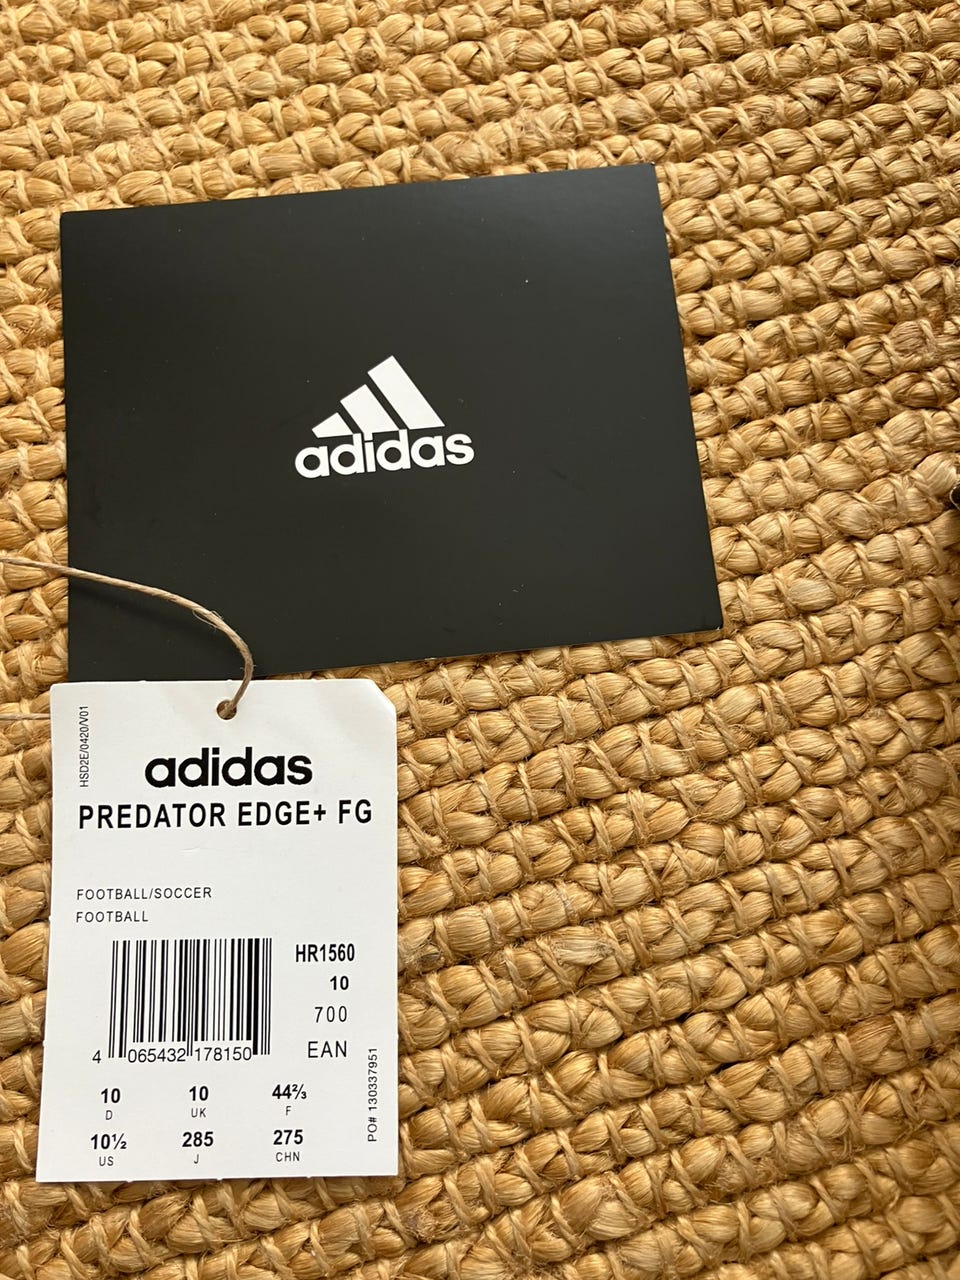 adidas
HSD2E/0420/V01
adidas
PREDATOR EDGE+ FG
FOOTBALL/SOCCER
FOOTBALL
HR1560
10
700
EAN
4 065432 178150
10 10 44⅔
D UK F
10½ 285 275
US J CHN
PO# 130337951